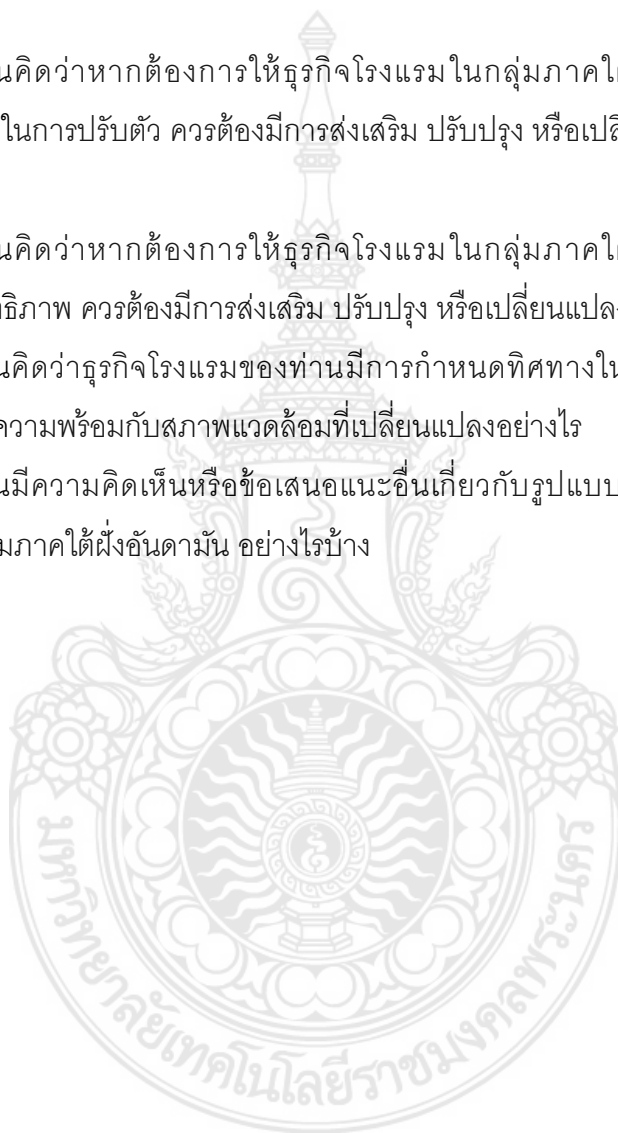 นคิดว่าหากต้องการให้ธุรกิจโรงแรมในกลุ่มภาคใต้
ในการปรับตัว ควรต้องมีการส่งเสริม ปรับปรุง หรือเปลี่
นคิดว่าหากต้องการให้ธุรกิจโรงแรมในกลุ่มภาคใต้
ทธิภาพ ควรต้องมีการส่งเสริม ปรับปรุง หรือเปลี่ยนแปลง
นคิดว่าธุรกิจโรงแรมของท่านมีการกำหนดทิศทางใน
ความพร้อมกับสภาพแวดล้อมที่เปลี่ยนแปลงอย่างไร
นมีความคิดเห็นหรือข้อเสนอแนะอื่นเกี่ยวกับรูปแบบ
มภาคใต้ฝั่งอันดามัน อย่างไรบ้าง
มหาวิทยาลัยเทคโนโลยีราชมงคลพระนคร